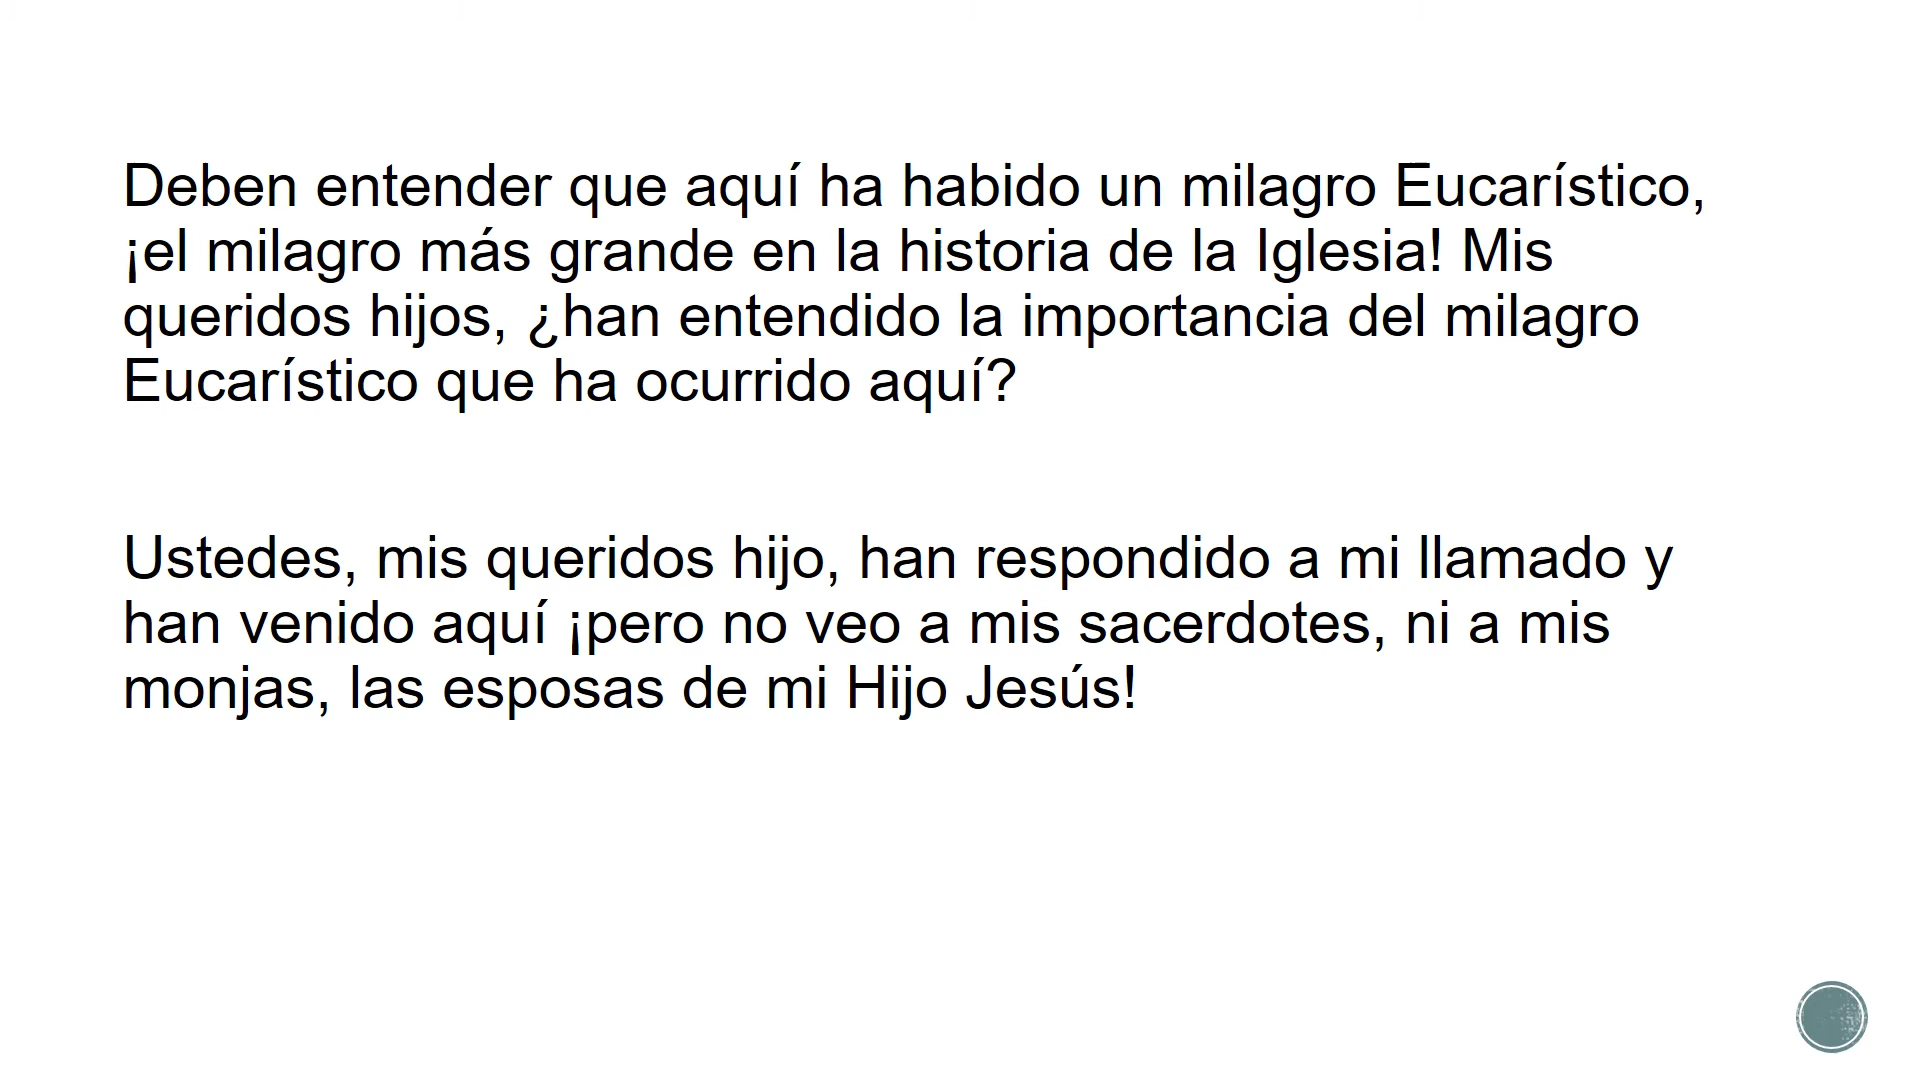 Deben entender que aquí ha habido un milagro Eucarístico,
¡el milagro más grande en la historia de la Iglesia! Mis
queridos hijos, ¿han entendido la importancia del milagro
Eucarístico que ha ocurrido aquí?
Ustedes, mis queridos hijo, han respondido a mi llamado y
han venido aquí ¡pero no veo a mis sacerdotes, ni a mis
monjas, las esposas de mi Hijo Jesús!